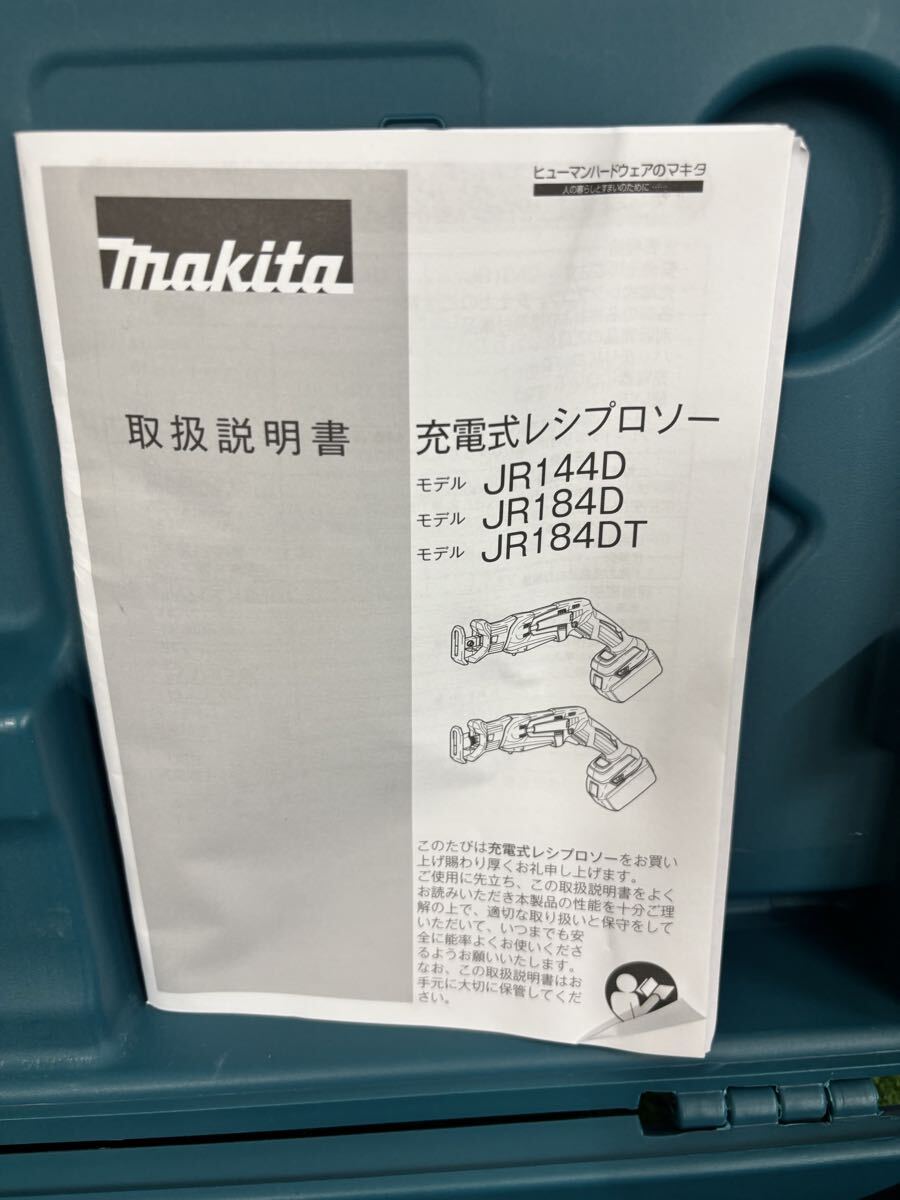 ヒューマンハードウェアのマキタ
人の暮らしとすまいのために……
makita
取扱説明書
充電式レシプロソー
モデル JR144D
モデル JR184D
モデル JR184DT
このたびは充電式レシプロソーをお買い
上げ賜わり厚くお礼申し上げます。
ご使用に先立ち、この取扱説明書をよく
お読みいただき本製品の性能を十分ご理
解の上で、適切な取り扱いと保守をして
いただいて、いつまでも安
全に能率よくお使いくださ
るようお願いいたします。
なお、この取扱説明書はお
手元に大切に保管してくだ
さい。